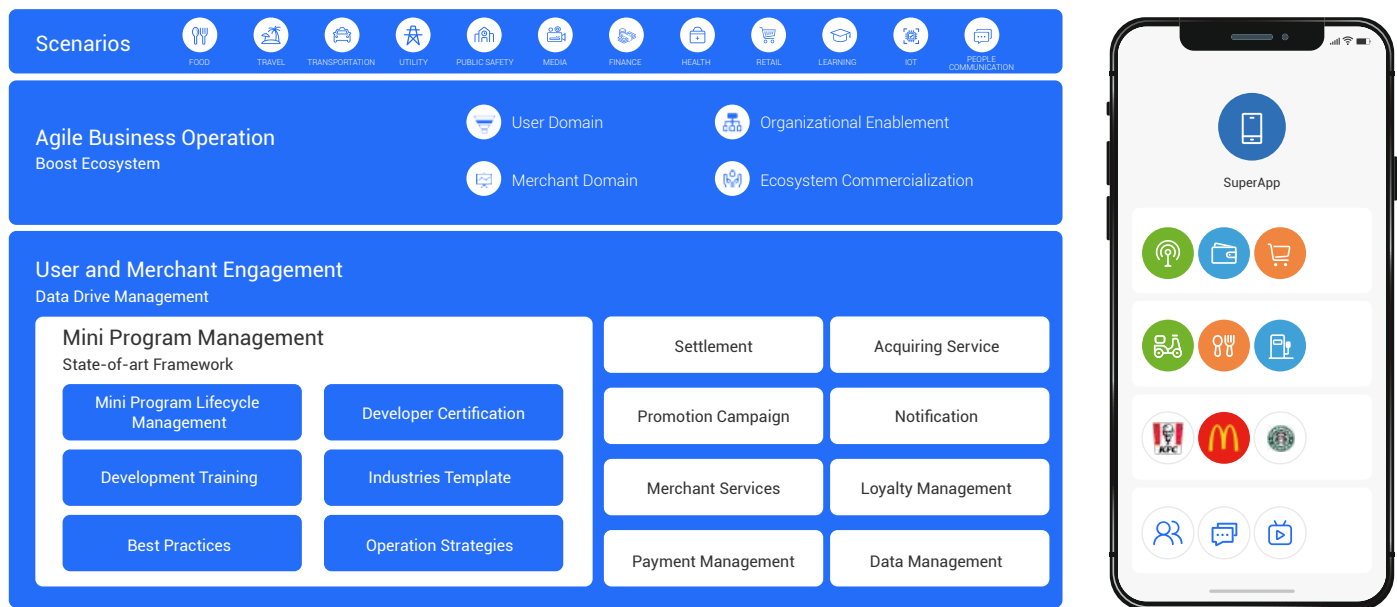 Scenarios
FOOD
TRAVEL
TRANSPORTATION
UTILITY
PUBLIC SAFETY
MEDIA
FINANCE
HEALTH
RETAIL
LEARNING
IOT
PEOPLE
COMMUNICATION
Agile Business Operation
Boost Ecosystem
User Domain
Organizational Enablement
Merchant Domain
Ecosystem Commercialization
User and Merchant Engagement
Data Drive Management
Mini Program Management
State-of-art Framework
Mini Program Lifecycle
Management
Developer Certification
Development Training
Industries Template
Best Practices
Operation Strategies
Settlement
Acquiring Service
Promotion Campaign
Notification
Merchant Services
Loyalty Management
Payment Management
Data Management
SuperApp
KFC